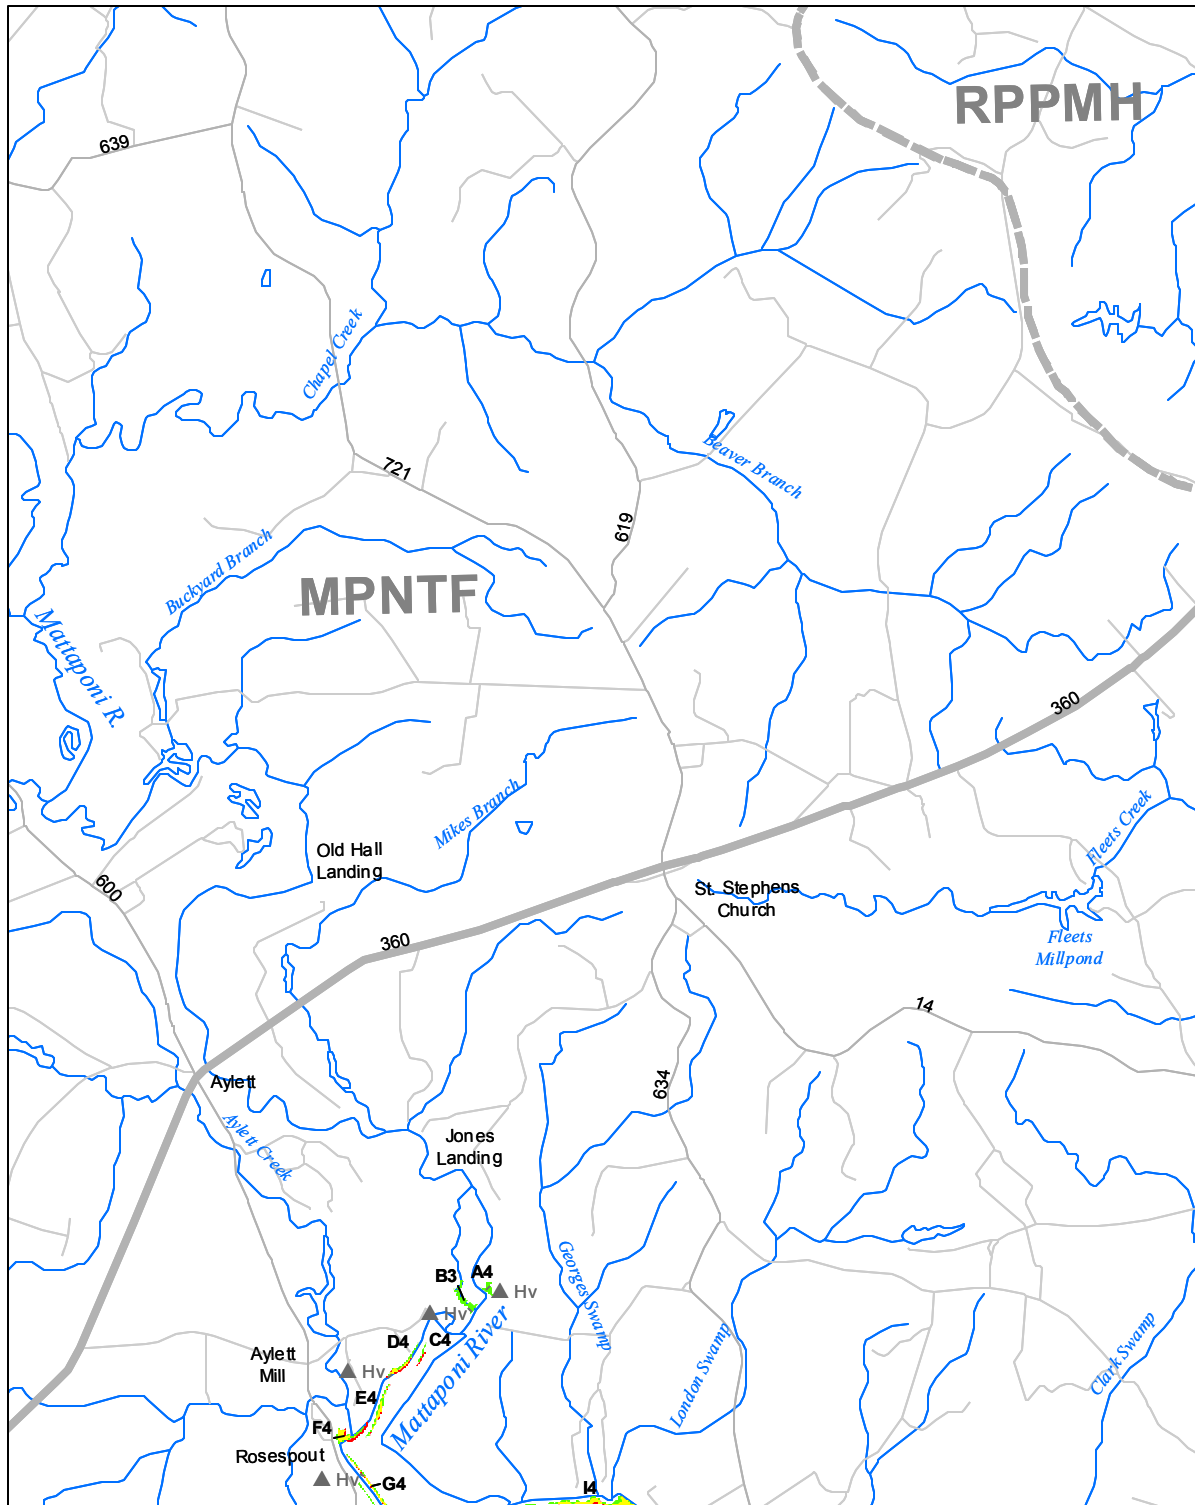 RPPMH
639
Chapel Creek
721
Beaver Branch
619
Buckyard Branch
MPNTF
Mattaponi R.
360
Mikes Branch
Fleets Creek
Old Hall
Landing
600
St. Stephens
Church
360
Fleets
Millpond
14
634
Aylett
Aylett Creek
Jones
Landing
Georges Swamp
B3
A4
Hv
Hv
D4
C4
Mattaponi River
London Swamp
Clark Swamp
Aylett
Mill
Hv
E4
F4
Rosespout
Hv
G4
I4